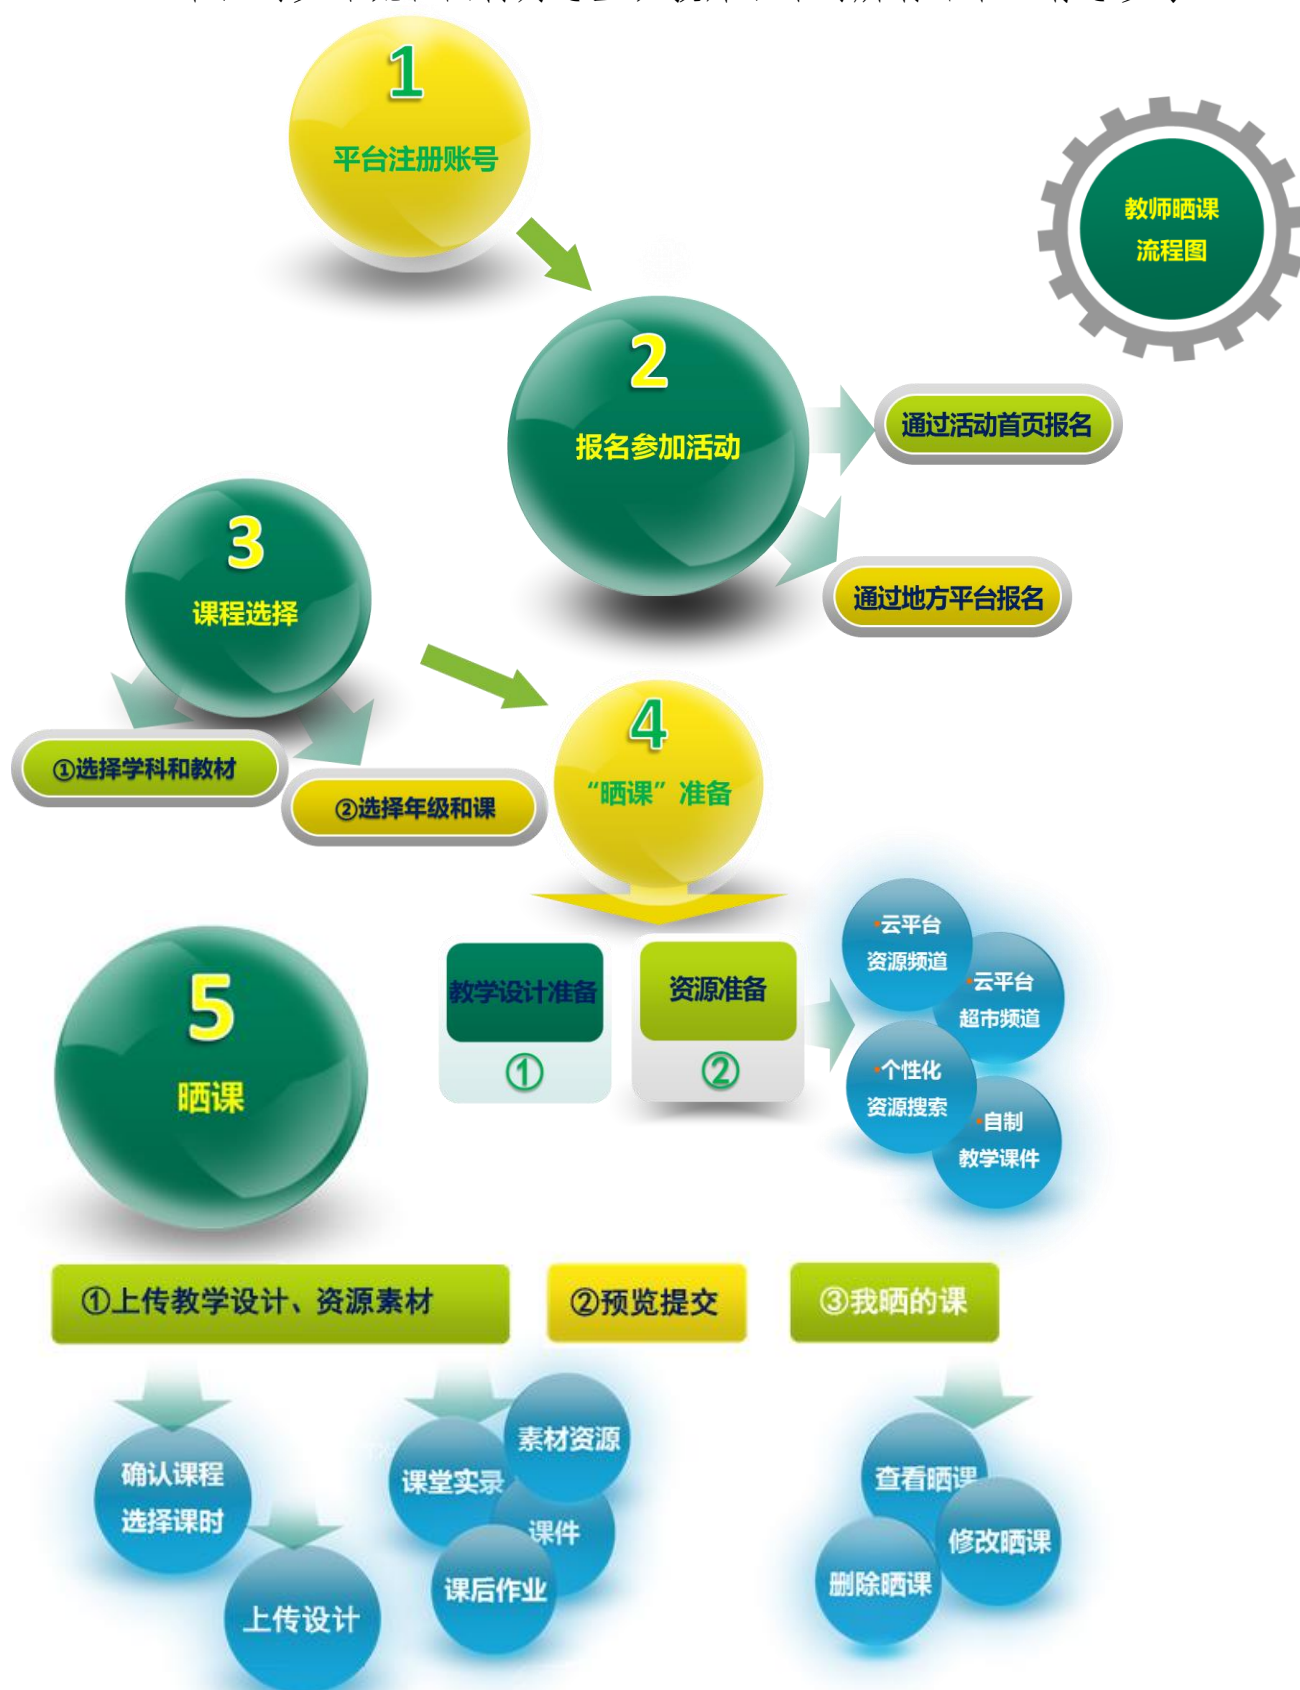 1
平台注册账号
教师晒课
流程图
2
报名参加活动
通过活动首页报名
通过地方平台报名
3
课程选择
①选择学科和教材
②选择年级和课
4
“晒课”准备
教学设计准备
①
资源准备
②
•云平台
资源频道
•云平台
超市频道
•个性化
资源搜索
•自制
教学课件
5
晒课
①上传教学设计、资源素材
②预览提交
③我晒的课
确认课程
选择课时
上传设计
课堂实录
素材资源
课件
课后作业
查看晒课
修改晒课
删除晒课